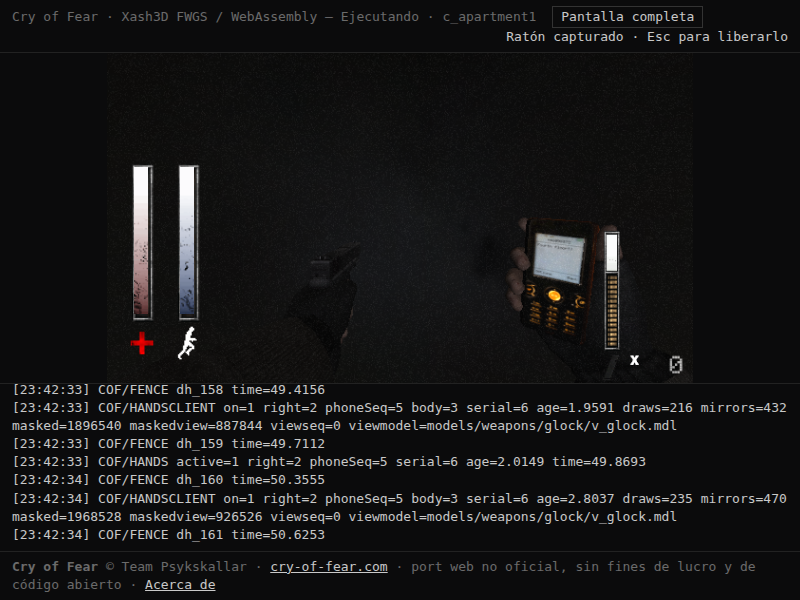 Cry of Fear · Xash3D FWGS / WebAssembly — Ejecutando · c_apartment1
Pantalla completa
Ratón capturado · Esc para liberarlo
x 0
[23:42:33] COF/FENCE dh_158 time=49.4156
[23:42:33] COF/HANDSCLIENT on=1 right=2 phoneSeq=5 body=3 serial=6 age=1.9591 draws=216 mirrors=432
masked=1896540 maskedview=887844 viewseq=0 viewmodel=models/weapons/glock/v_glock.mdl
[23:42:33] COF/FENCE dh_159 time=49.7112
[23:42:33] COF/HANDS active=1 right=2 phoneSeq=5 serial=6 age=2.0149 time=49.8693
[23:42:34] COF/FENCE dh_160 time=50.3555
[23:42:34] COF/HANDSCLIENT on=1 right=2 phoneSeq=5 body=3 serial=6 age=2.8037 draws=235 mirrors=470
masked=1968528 maskedview=926526 viewseq=0 viewmodel=models/weapons/glock/v_glock.mdl
[23:42:34] COF/FENCE dh_161 time=50.6253
Cry of Fear © Team Psykskallar · cry-of-fear.com · port web no oficial, sin fines de lucro y de
código abierto · Acerca de